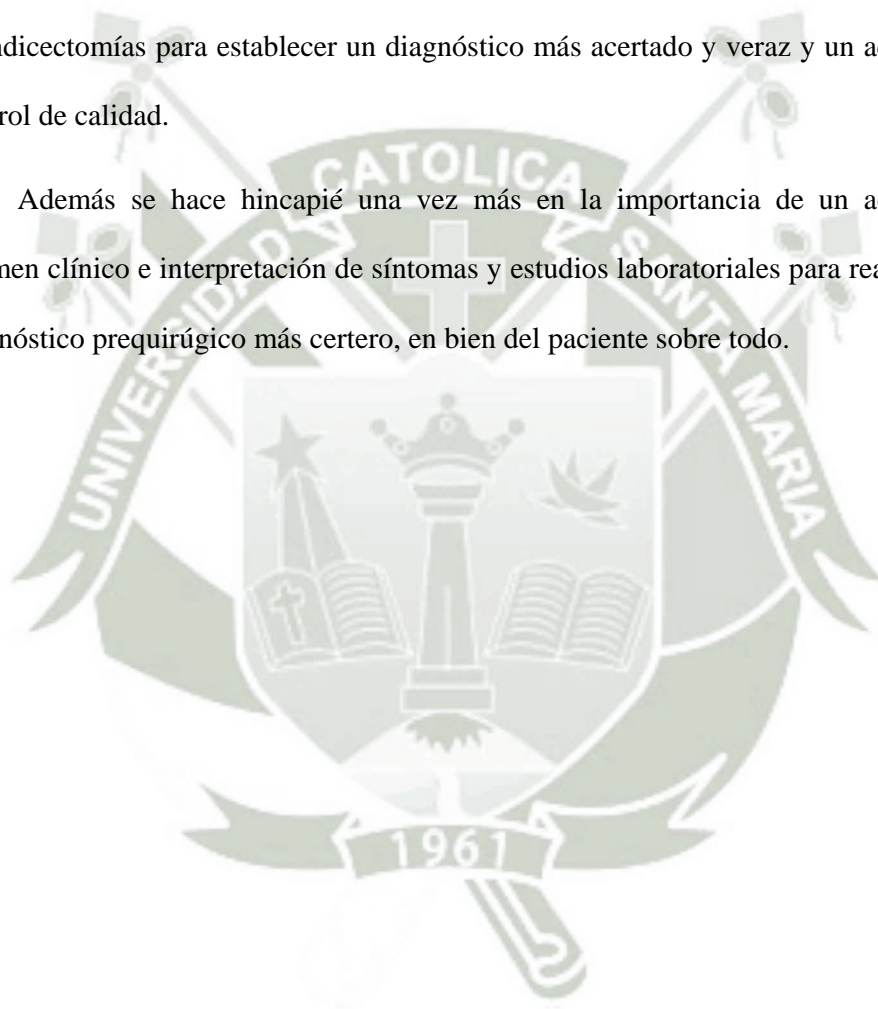 ndicectomías para establecer un diagnóstico más acertado y veraz y un a
rol de calidad.
Además se hace hincapié una vez más en la importancia de un a
men clínico e interpretación de síntomas y estudios laboratoriales para rea
nóstico prequirúgico más certero, en bien del paciente sobre todo.
UNIVERSIDAD CATOLICA SANTA MARIA
1961